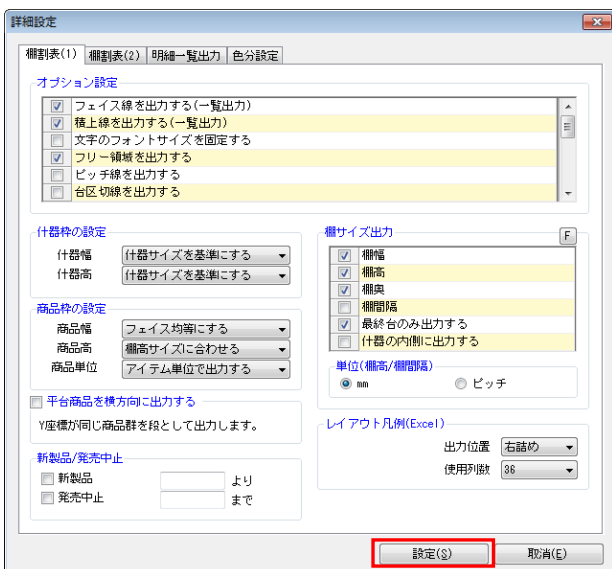 詳細設定
棚割表(1) 棚割表(2) 明細一覧出力 色分設定
オプション設定
フェイス線を出力する(一覧出力)
積上線を出力する(一覧出力)
文字のフォントサイズを固定する
フリー領域を出力する
ピッチ線を出力する
台区切線を出力する
什器枠の設定
什器幅 什器サイズを基準にする
什器高 什器サイズを基準にする
商品枠の設定
商品幅 フェイス均等にする
商品高 棚高サイズに合わせる
商品単位 アイテム単位で出力する
平台商品を横方向に出力する
Y座標が同じ商品群を段として出力します。
新製品/発売中止
新製品 より
発売中止 まで
棚サイズ出力 F
棚幅
棚高
棚奥
棚間隔
最終台のみ出力する
什器の内側に出力する
単位(棚高/棚間隔)
mm ピッチ
レイアウト凡例(Excel)
出力位置 右詰め
使用列数 36
設定(S) 取消(E)